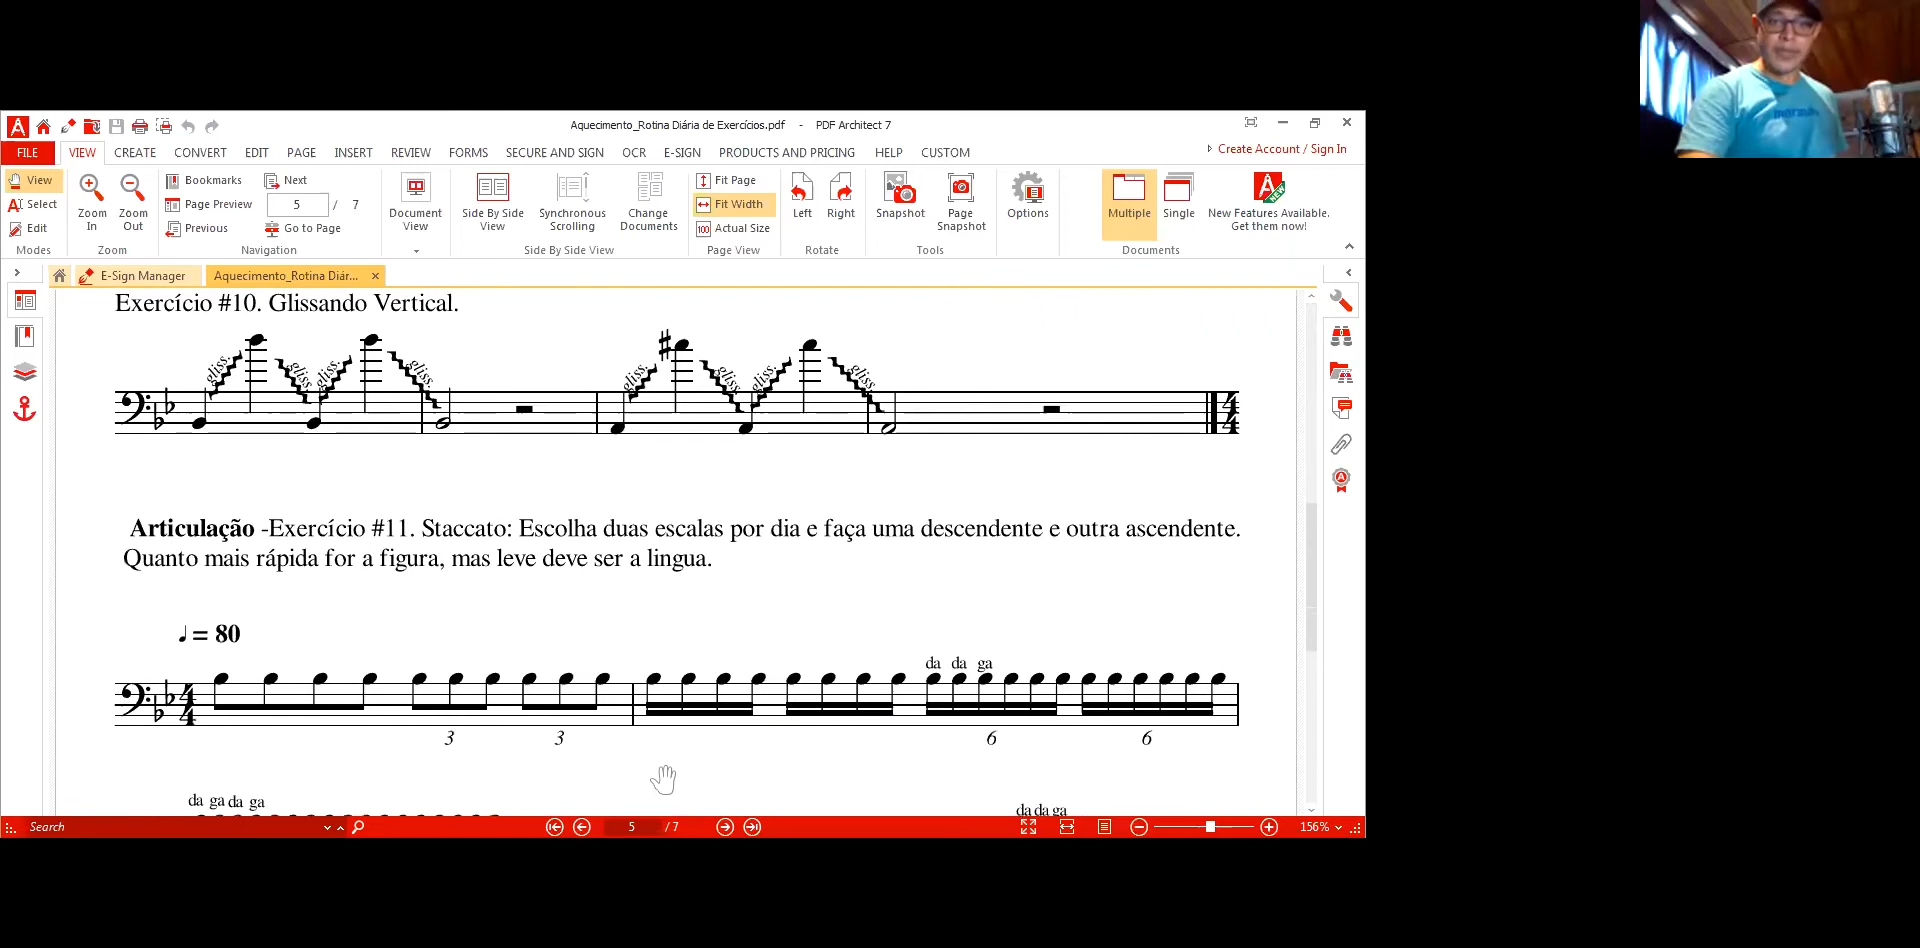 Aquecimento_Rotina Diária de Exercícios.pdf - PDF Architect 7
FILE VIEW CREATE CONVERT EDIT PAGE INSERT REVIEW FORMS SECURE AND SIGN OCR E-SIGN PRODUCTS AND PRICING HELP CUSTOM Create Account / Sign In
View
Select
Edit
Modes
Zoom In
Zoom Out
Zoom
Bookmarks
Page Preview
Previous
Next
5 / 7
Go to Page
Navigation
Document View
Side By Side View
Synchronous Scrolling
Change Documents
Side By Side View
Fit Page
Fit Width
100 Actual Size
Page View
Left
Right
Rotate
Snapshot
Page Snapshot
Tools
Options
Multiple
Single
Documents
NEW
New Features Available.
Get them now!
E-Sign Manager
Aquecimento_Rotina Diár...
Exercício #10. Glissando Vertical.
gliss. gliss. gliss. gliss. gliss. gliss. gliss. gliss.
4
4
Articulação -Exercício #11. Staccato: Escolha duas escalas por dia e faça uma descendente e outra ascendente.
Quanto mais rápida for a figura, mas leve deve ser a lingua.
♩ = 80
da da ga
4
4
3 3 6 6
da ga da ga
da da ga
Search 5 / 7 156%